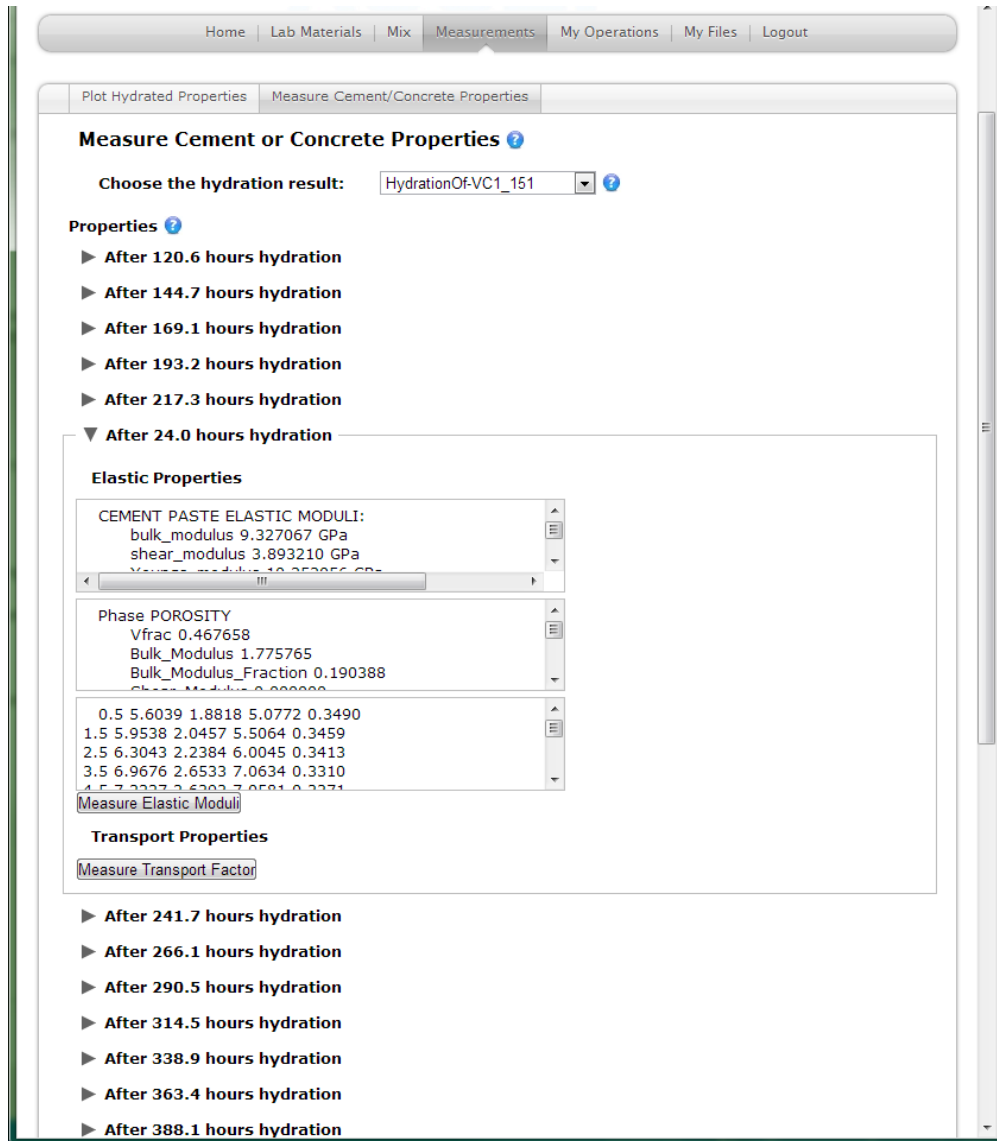 Home | Lab Materials | Mix | Measurements | My Operations | My Files | Logout
Plot Hydrated Properties Measure Cement/Concrete Properties
Measure Cement or Concrete Properties ?
Choose the hydration result: HydrationOf-VC1_151 ?
Properties ?
After 120.6 hours hydration
After 144.7 hours hydration
After 169.1 hours hydration
After 193.2 hours hydration
After 217.3 hours hydration
After 24.0 hours hydration
Elastic Properties
CEMENT PASTE ELASTIC MODULI:
bulk_modulus 9.327067 GPa
shear_modulus 3.893210 GPa
Phase POROSITY
Vfrac 0.467658
Bulk_Modulus 1.775765
Bulk_Modulus_Fraction 0.190388
0.5 5.6039 1.8818 5.0772 0.3490
1.5 5.9538 2.0457 5.5064 0.3459
2.5 6.3043 2.2384 6.0045 0.3413
3.5 6.9676 2.6533 7.0634 0.3310
Measure Elastic Moduli
Transport Properties
Measure Transport Factor
After 241.7 hours hydration
After 266.1 hours hydration
After 290.5 hours hydration
After 314.5 hours hydration
After 338.9 hours hydration
After 363.4 hours hydration
After 388.1 hours hydration